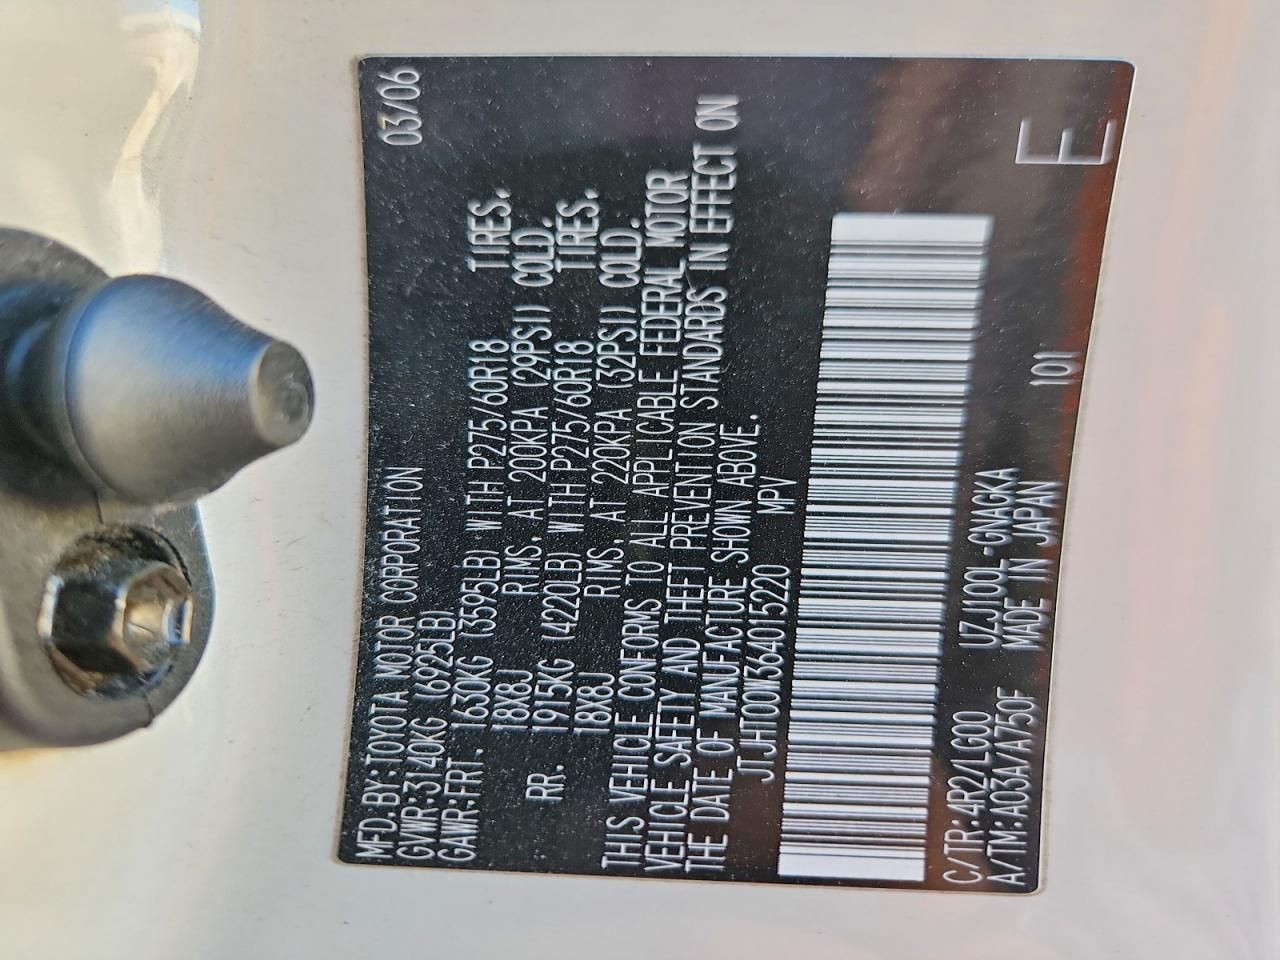 MFD.BY:TOYOTA MOTOR CORPORATION 03/06
GVWR:3140KG (6925LB)
GAWR:FRT. 1630KG (3595LB) WITH P275/60R18 TIRES.
18X8J RIMS, AT 200KPA (29PSI) COLD.
RR. 1915KG (4220LB) WITH P275/60R18 TIRES.
18X8J RIMS, AT 220KPA (32PSI) COLD.
THIS VEHICLE CONFORMS TO ALL APPLICABLE FEDERAL MOTOR
VEHICLE SAFETY AND THEFT PREVENTION STANDARDS IN EFFECT ON
THE DATE OF MANUFACTURE SHOWN ABOVE.
JTJHT00W364015220 MPV
C/TR:4R2/LG00 UZJ100L-GNAGKA
A/TM:A03A/A750F MADE IN JAPAN 101 E